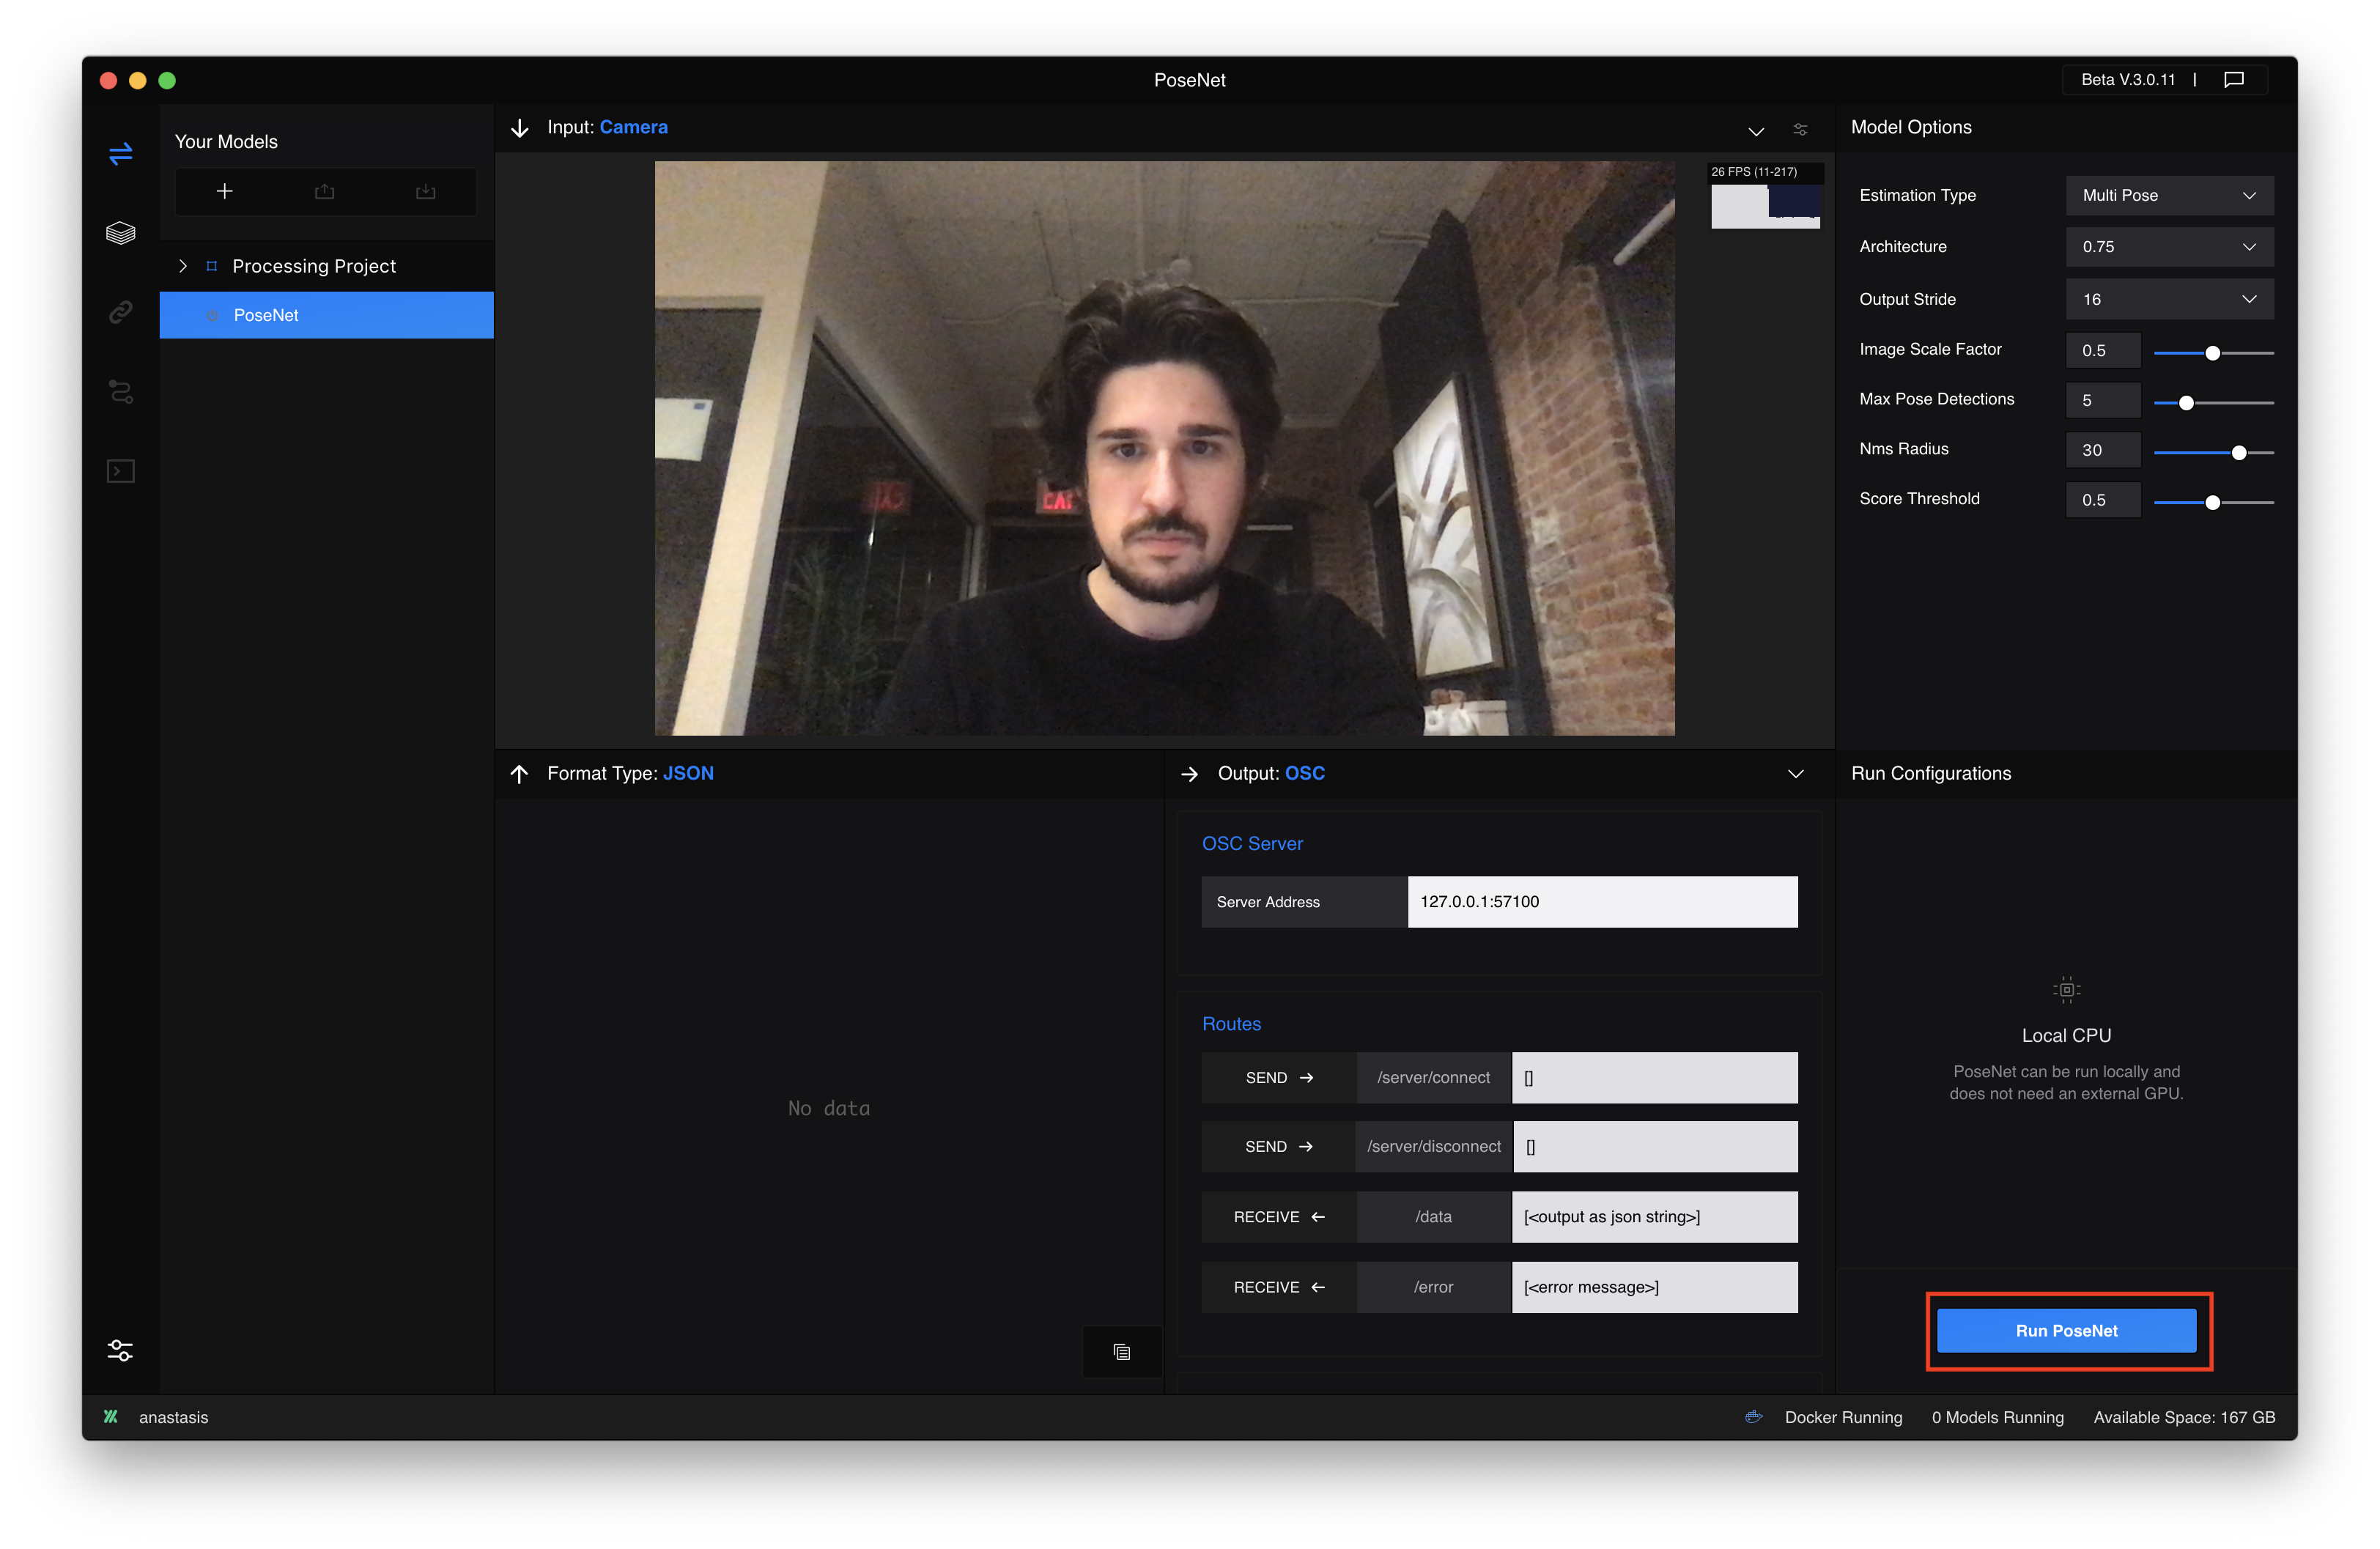 PoseNet
Beta V.3.0.11 |
Your Models
Processing Project
PoseNet
Input: Camera
26 FPS (11-217)
Model Options
Estimation Type Multi Pose
Architecture 0.75
Output Stride 16
Image Scale Factor 0.5
Max Pose Detections 5
Nms Radius 30
Score Threshold 0.5
Format Type: JSON
No data
Output: OSC
OSC Server
Server Address 127.0.0.1:57100
Routes
SEND → /server/connect []
SEND → /server/disconnect []
RECEIVE ← /data [<output as json string>]
RECEIVE ← /error [<error message>]
Run Configurations
Local CPU
PoseNet can be run locally and
does not need an external GPU.
Run PoseNet
anastasis
Docker Running 0 Models Running Available Space: 167 GB